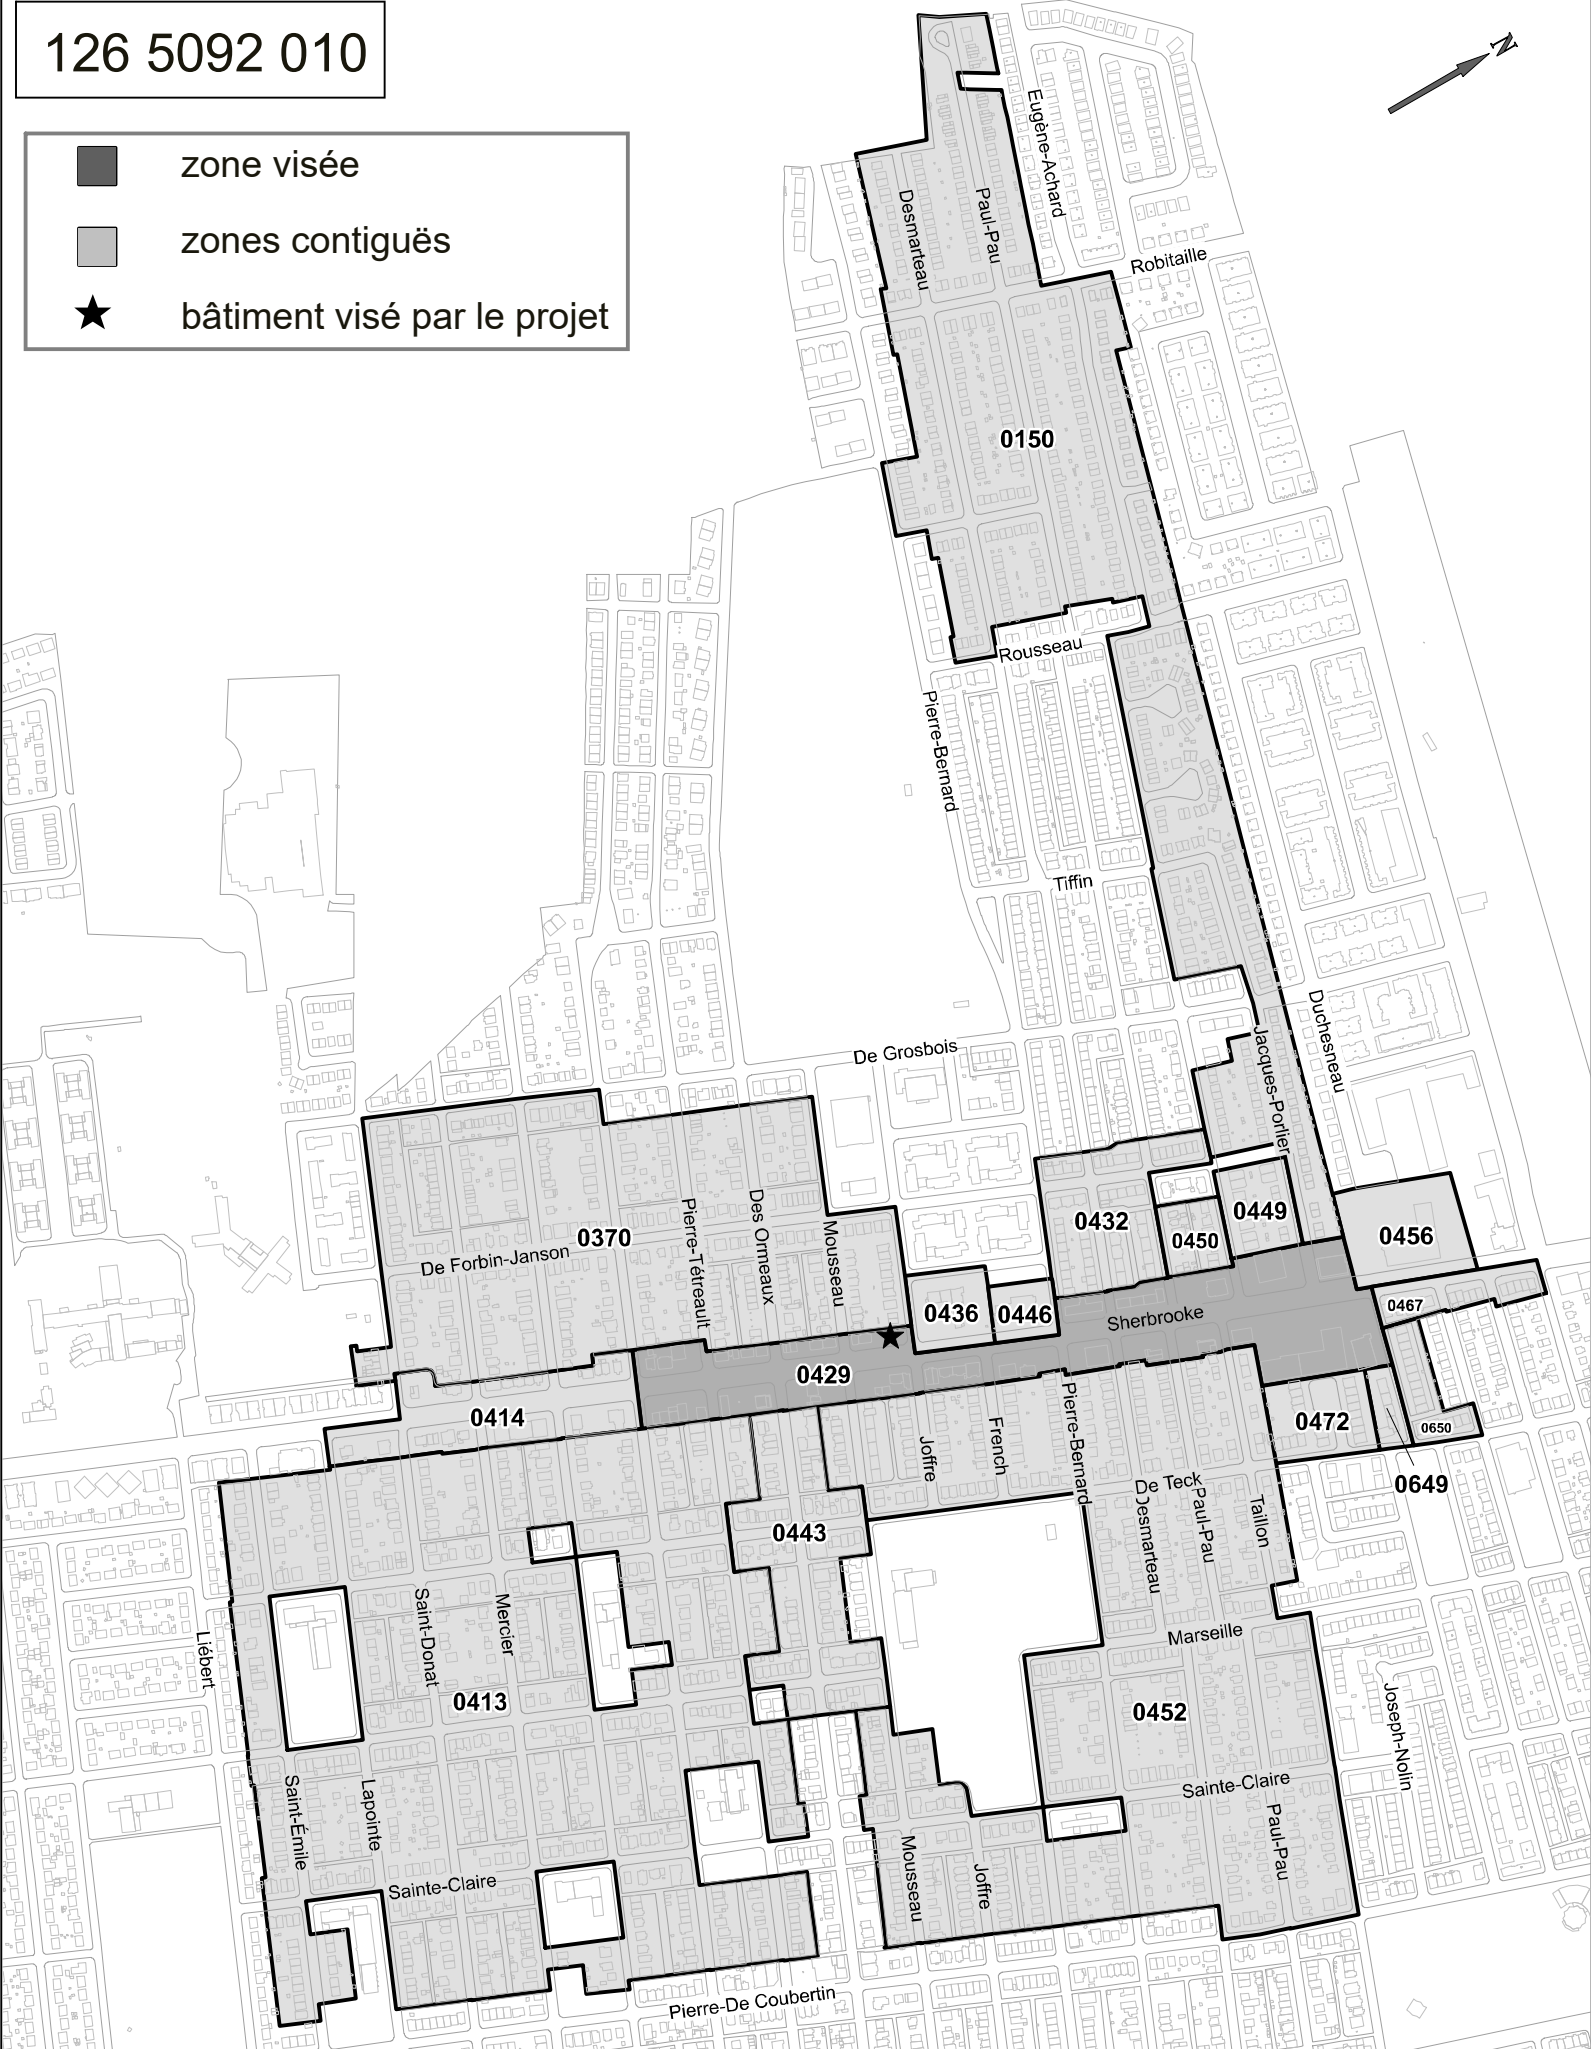 126 5092 010
zone visée
zones contiguës
bâtiment visé par le projet
N
Eugène-Achard
Desmarteau
Paul-Pau
Robitaille
0150
Rousseau
Pierre-Bernard
Tiffin
Duchesneau
De Grosbois
Jacques-Porlier
0370
Pierre-Tétreault
Des Ormeaux
Mousseau
De Forbin-Janson
0432
0449
0450
0456
0436
0446
Sherbrooke
0467
0429
0414
0472
0650
0649
Joffre
French
Pierre-Bernard
De Teck
Desmarteau
Paul-Pau
Taillon
0443
Liébert
Saint-Donat
Mercier
Marseille
0413
0452
Joseph-Nolin
Saint-Émile
Lapointe
Sainte-Claire
Paul-Pau
Sainte-Claire
Mousseau
Joffre
Pierre-De Coubertin